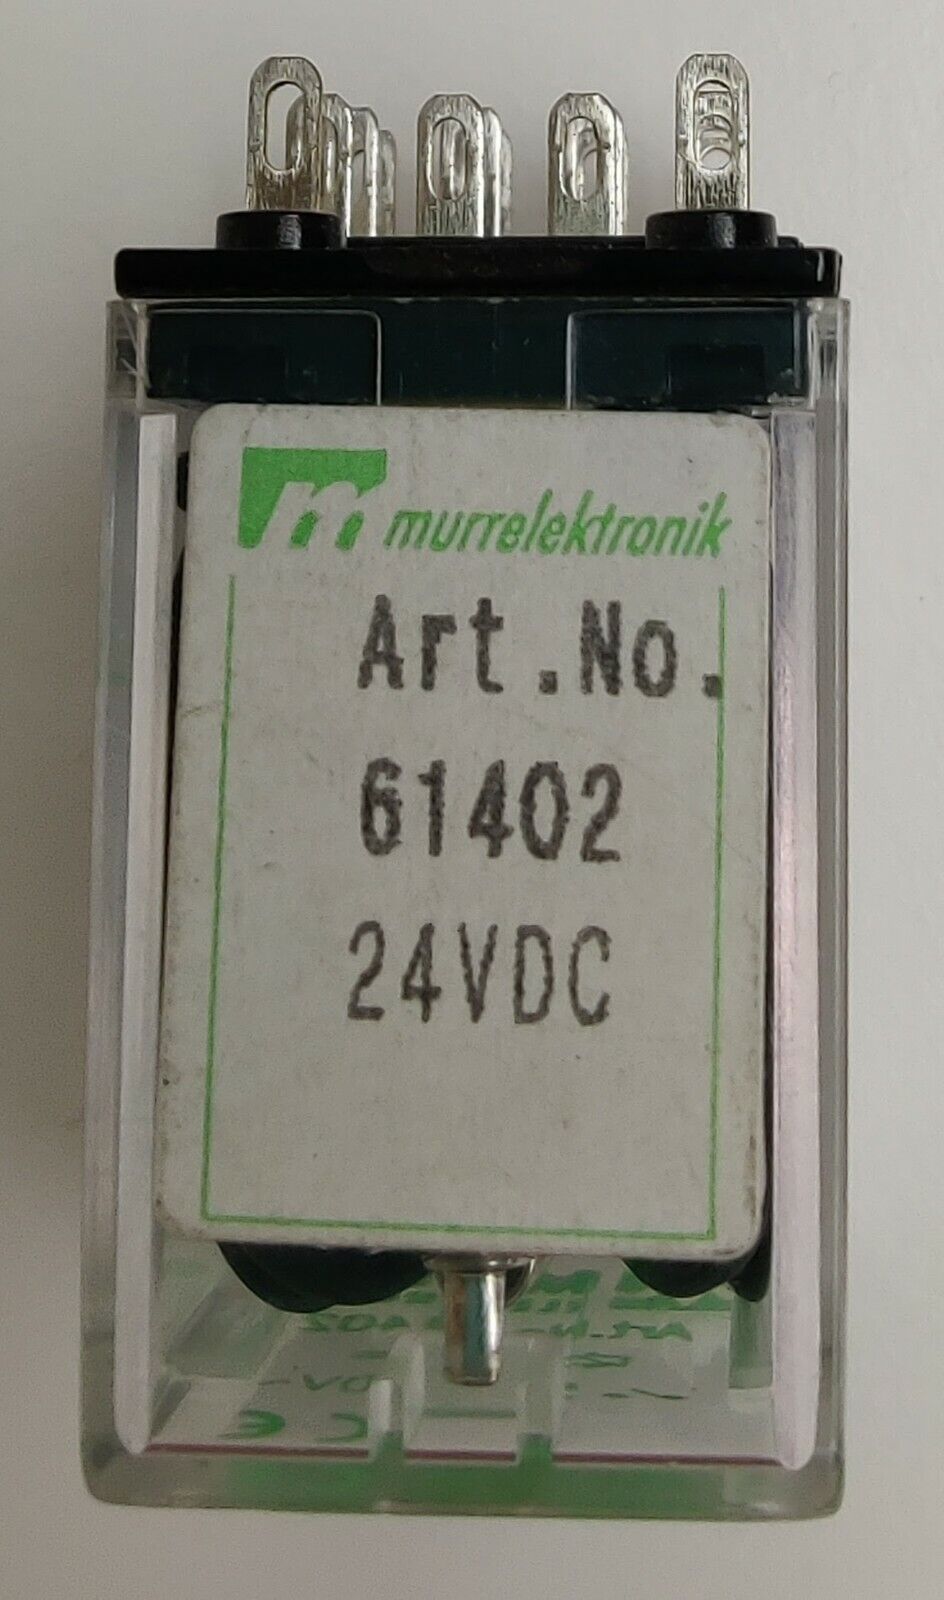 m murrelektronik
Art.No.
61402
24VDC